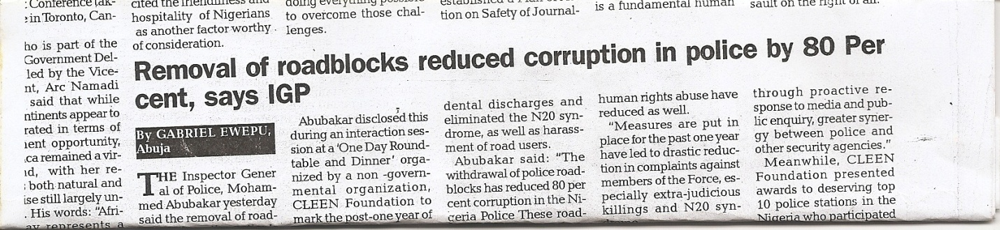 : Conference
e in Toronto, Can-
ho is part of the
Government Del-
led by the Vice-
nt, Arc Namadi
said that while
ntinents appear to
rated in terms of
ent opportunity,
ca remained a vir-
d, with her re-
both natural and
ise still largely un-
. His words: "Afri-
represents a
cited the friendliness and
hospitality of Nigerians
as another factor worthy
of consideration.
doing everything possible
to overcome those chal-
lenges.
established a
tion on Safety of Journal-
is a fundamental human
sault on the right of all.
Removal of roadblocks reduced corruption in police by 80 Per
cent, says IGP
By GABRIEL EWEPU,
Abuja
THE Inspector Gener
al of Police, Moham-
med Abubakar yesterday
said the removal of road-
Abubakar disclosed this
during an interaction ses-
sion at a 'One Day Round-
table and Dinner' orga-
nized by a non -govern-
mental organization,
CLEEN Foundation to
mark the post-one year of
dental discharges and
eliminated the N20 syn-
drome, as well as harass-
ment of road users.
Abubakar said: "The
withdrawal of police road-
blocks has reduced 80 per
cent corruption in the Ni-
geria Police These road-
human rights abuse have
reduced as well.
"Measures are put in
place for the past one year
have led to drastic reduc-
tion in complaints against
members of the Force, es-
pecially extra-judicious
killings and N20 syn-
through proactive re-
sponse to media and pub-
lic enquiry, greater syner-
gy between police and
other security agencies."
Meanwhile, CLEEN
Foundation presented
awards to deserving top
10 police stations in the
Nigeria who participated